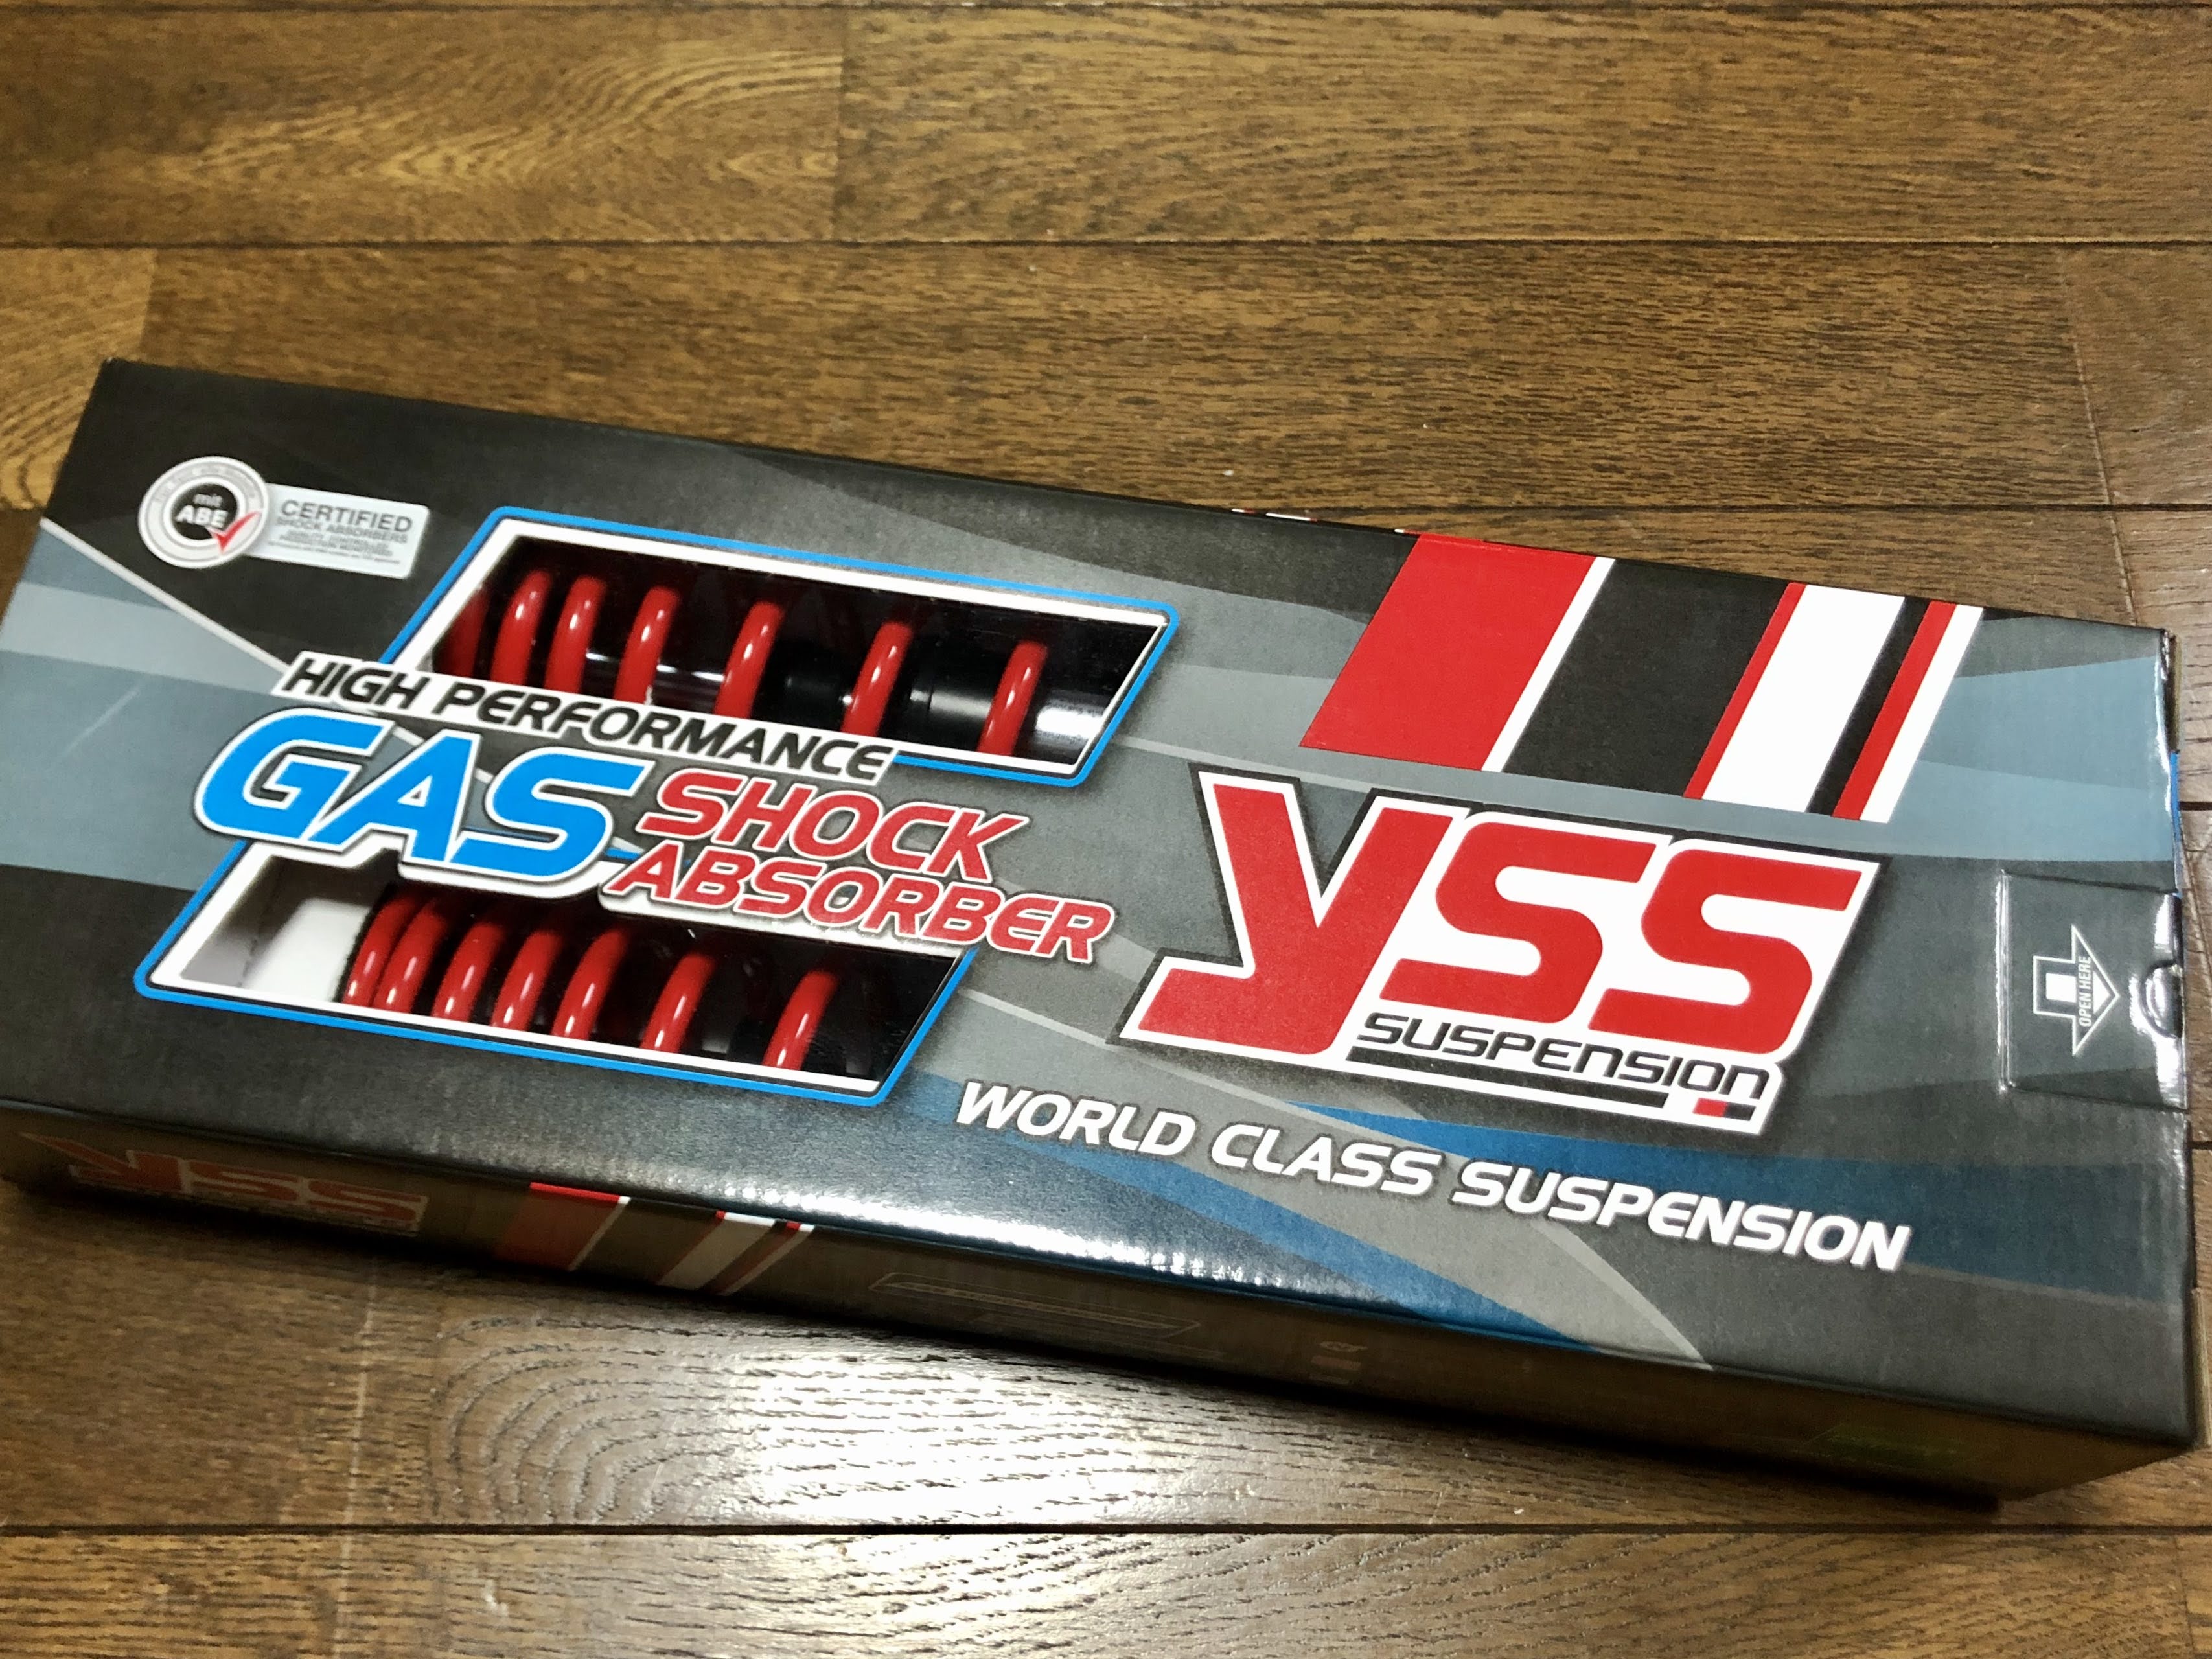 mit
ABE
CERTIFIED
SHOCK ABSORBERS
HIGH PERFORMANCE
GAS SHOCK
ABSORBER
YSS
SUSPENSION
WORLD CLASS SUSPENSION
OPEN HERE
YSS